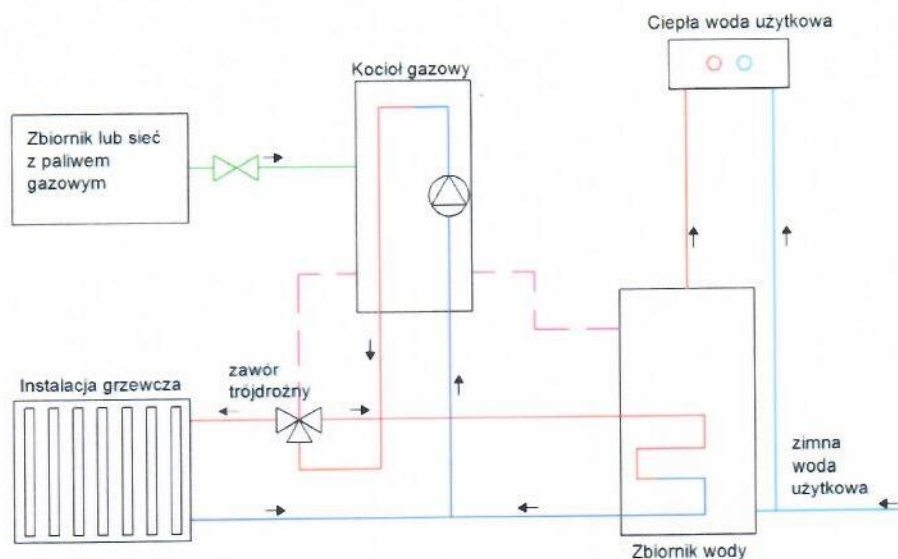 Ciepła woda użytkowa
Kocioł gazowy
Zbiornik lub sieć
z paliwem
gazowym
zawór
trójdrożny
Instalacja grzewcza
zimna
woda
użytkowa
Zbiornik wody